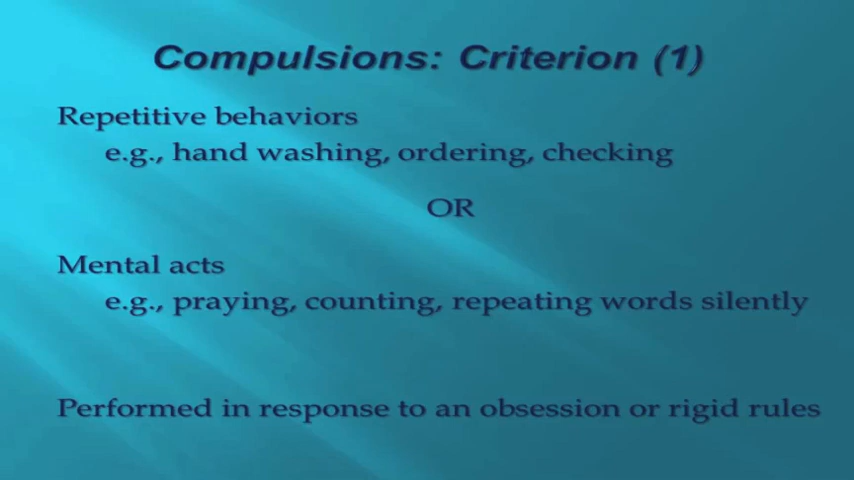 Compulsions: Criterion (1)
Repetitive behaviors
e.g., hand washing, ordering, checking
OR
Mental acts
e.g., praying, counting, repeating words silently
Performed in response to an obsession or rigid rules